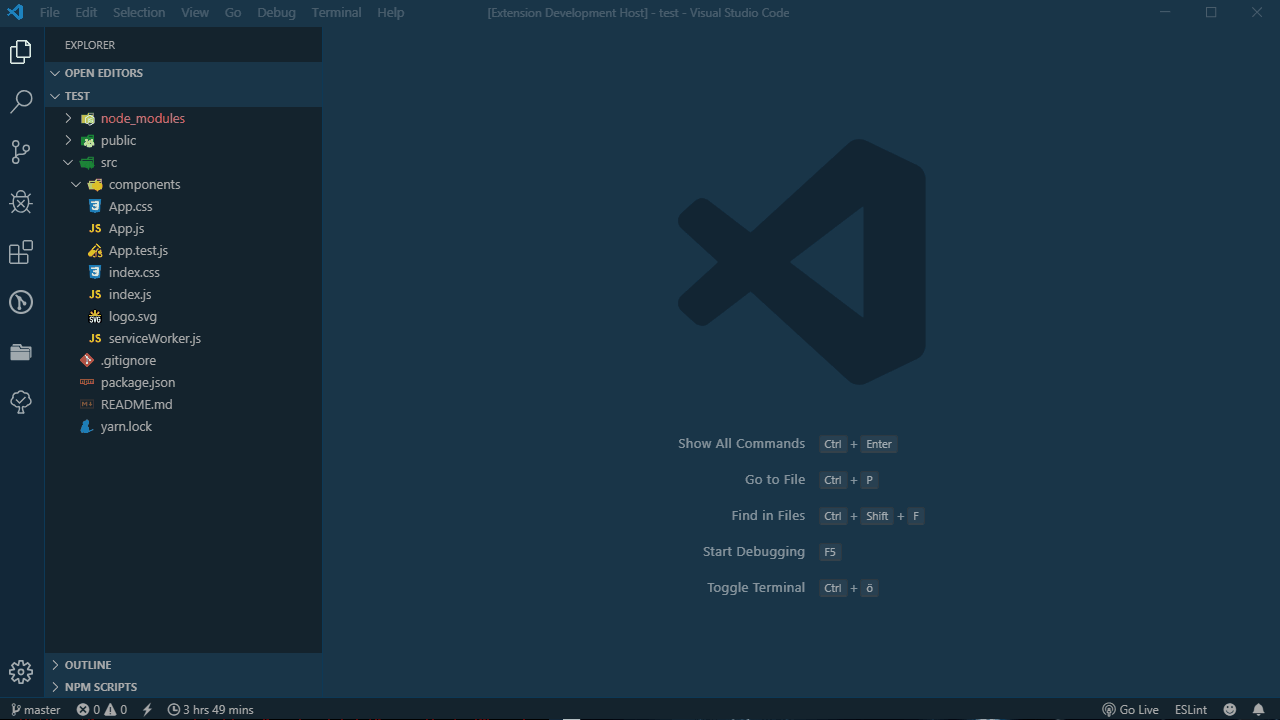 File Edit Selection View Go Debug Terminal Help [Extension Development Host] - test - Visual Studio Code
EXPLORER
OPEN EDITORS
TEST
node_modules
public
src
components
App.css
JS App.js
App.test.js
index.css
JS index.js
SVG logo.svg
JS serviceWorker.js
.gitignore
package.json
README.md
yarn.lock
Show All Commands Ctrl + Enter
Go to File Ctrl + P
Find in Files Ctrl + Shift + F
Start Debugging F5
Toggle Terminal Ctrl + ö
OUTLINE
NPM SCRIPTS
master 0 0 3 hrs 49 mins Go Live ESLint